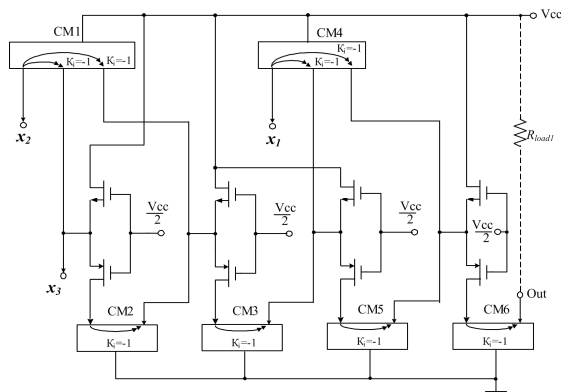 Vcc
CM1
CM4
Ki=-1
Ki=-1
Ki=-1
Ki=-1
x2
x1
Rload1
Vcc
2
Vcc
2
Vcc
2
Vcc
2
x3
Out
CM2
CM3
CM5
CM6
Ki=-1
Ki=-1
Ki=-1
Ki=-1